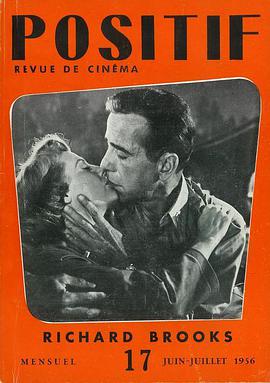 POSITIF
REVUE DE CINÉMA
RICHARD BROOKS
MENSUEL 17 JUIN-JUILLET 1956